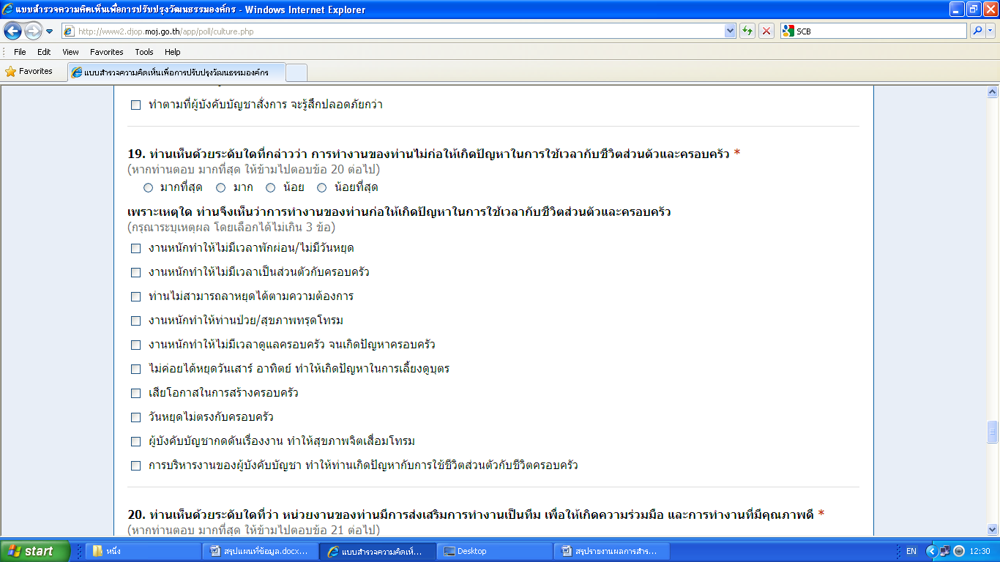 แบบสำรวจความคิดเห็นเพื่อการปรับปรุงวัฒนธรรมองค์กร - Windows Internet Explorer
http://www2.djop.moj.go.th/app/poll/culture.php
SCB
File Edit View Favorites Tools Help
Favorites
แบบสำรวจความคิดเห็นเพื่อการปรับปรุงวัฒนธรรมองค์กร
ทำตามที่ผู้บังคับบัญชาสั่งการ จะรู้สึกปลอดภัยกว่า
19. ท่านเห็นด้วยระดับใดที่กล่าวว่า การทำงานของท่านไม่ก่อให้เกิดปัญหาในการใช้เวลากับชีวิตส่วนตัวและครอบครัว *
(หากท่านตอบ มากที่สุด ให้ข้ามไปตอบข้อ 20 ต่อไป)
มากที่สุด มาก น้อย น้อยที่สุด
เพราะเหตุใด ท่านจึงเห็นว่าการทำงานของท่านก่อให้เกิดปัญหาในการใช้เวลากับชีวิตส่วนตัวและครอบครัว
(กรุณาระบุเหตุผล โดยเลือกได้ไม่เกิน 3 ข้อ)
งานหนักทำให้ไม่มีเวลาพักผ่อน/ไม่มีวันหยุด
งานหนักทำให้ไม่มีเวลาเป็นส่วนตัวกับครอบครัว
ท่านไม่สามารถลาหยุดได้ตามความต้องการ
งานหนักทำให้ท่านป่วย/สุขภาพทรุดโทรม
งานหนักทำให้ไม่มีเวลาดูแลครอบครัว จนเกิดปัญหาครอบครัว
ไม่ค่อยได้หยุดวันเสาร์ อาทิตย์ ทำให้เกิดปัญหาในการเลี้ยงดูบุตร
เสียโอกาสในการสร้างครอบครัว
วันหยุดไม่ตรงกับครอบครัว
ผู้บังคับบัญชากดดันเรื่องงาน ทำให้สุขภาพจิตเสื่อมโทรม
การบริหารงานของผู้บังคับบัญชา ทำให้ท่านเกิดปัญหากับการใช้ชีวิตส่วนตัวกับชีวิตครอบครัว
20. ท่านเห็นด้วยระดับใดที่ว่า หน่วยงานของท่านมีการส่งเสริมการทำงานเป็นทีม เพื่อให้เกิดความร่วมมือ และการทำงานที่มีคุณภาพดี *
(หากท่านตอบ มากที่สุด ให้ข้ามไปตอบข้อ 21 ต่อไป)
start หนึ่ง สรุปแผนที่ข้อมูล.docx... แบบสำรวจความคิดเห็... Desktop สรุปรายงานผลการสำร... EN 12:30